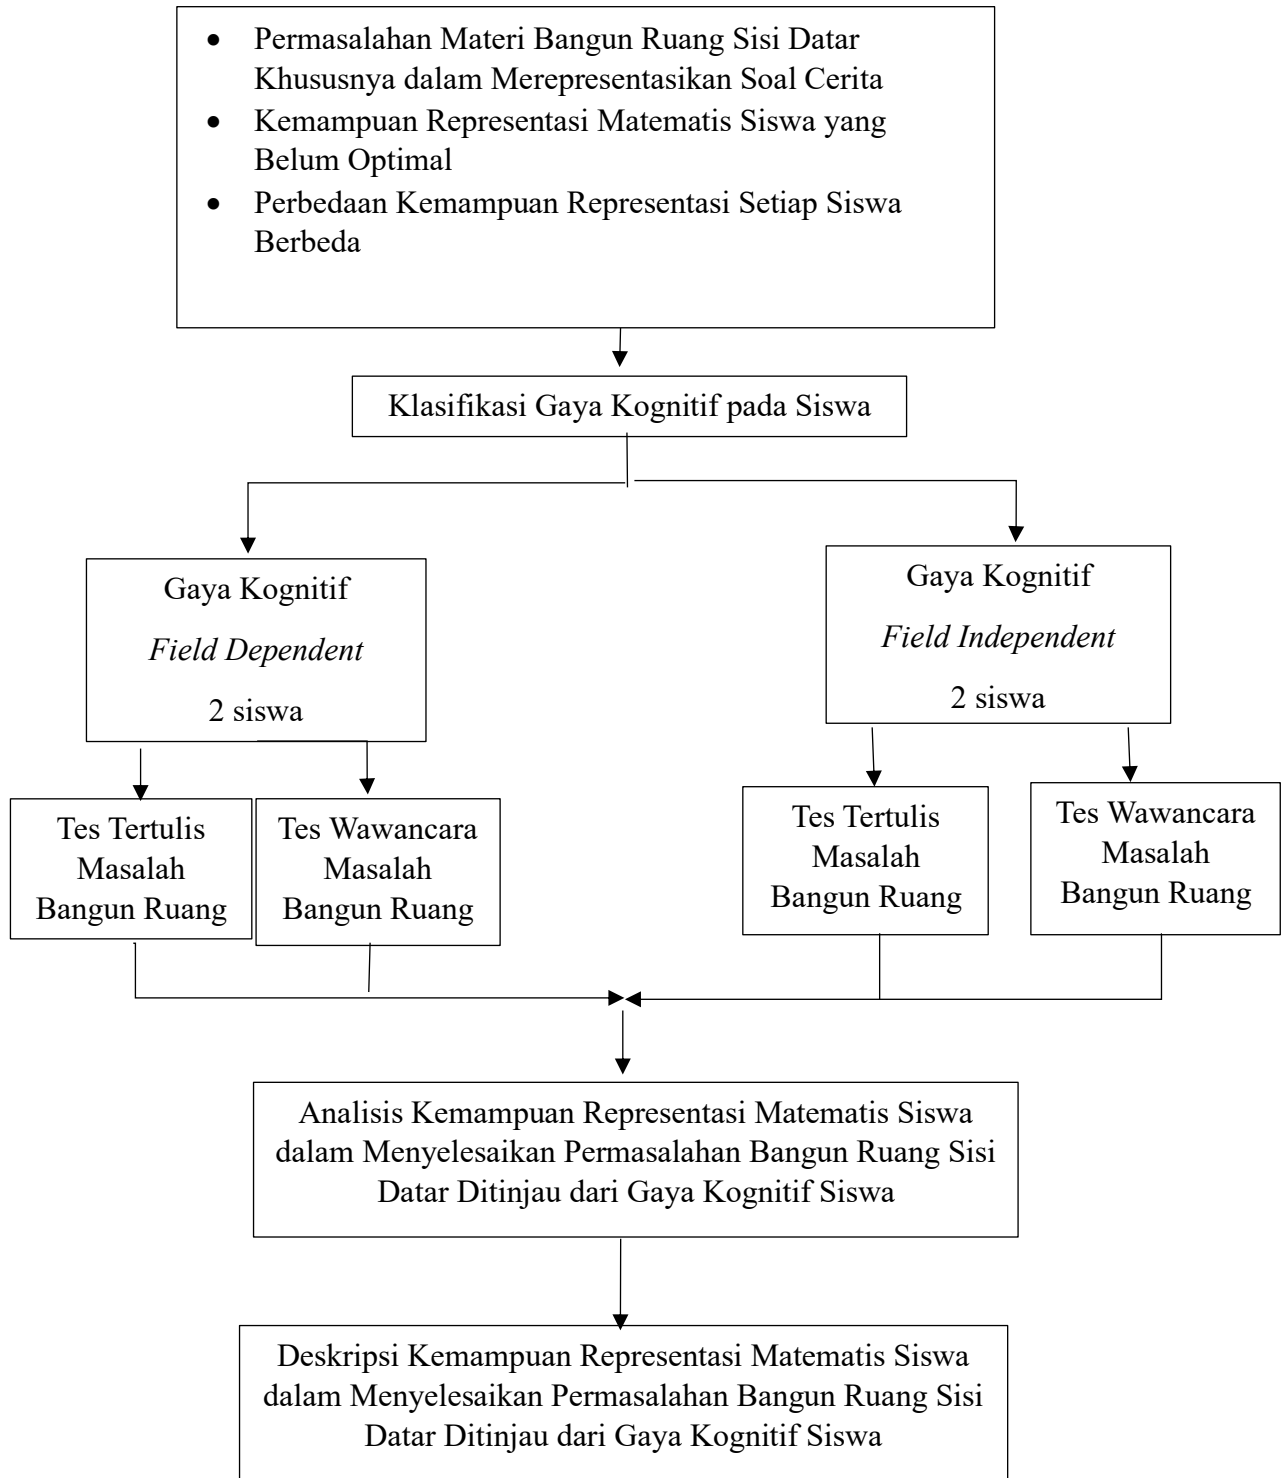 • Permasalahan Materi Bangun Ruang Sisi Datar
Khususnya dalam Merepresentasikan Soal Cerita
• Kemampuan Representasi Matematis Siswa yang
Belum Optimal
• Perbedaan Kemampuan Representasi Setiap Siswa
Berbeda
Klasifikasi Gaya Kognitif pada Siswa
Gaya Kognitif
Field Dependent
2 siswa
Gaya Kognitif
Field Independent
2 siswa
Tes Tertulis
Masalah
Bangun Ruang
Tes Wawancara
Masalah
Bangun Ruang
Tes Tertulis
Masalah
Bangun Ruang
Tes Wawancara
Masalah
Bangun Ruang
Analisis Kemampuan Representasi Matematis Siswa
dalam Menyelesaikan Permasalahan Bangun Ruang Sisi
Datar Ditinjau dari Gaya Kognitif Siswa
Deskripsi Kemampuan Representasi Matematis Siswa
dalam Menyelesaikan Permasalahan Bangun Ruang Sisi
Datar Ditinjau dari Gaya Kognitif Siswa